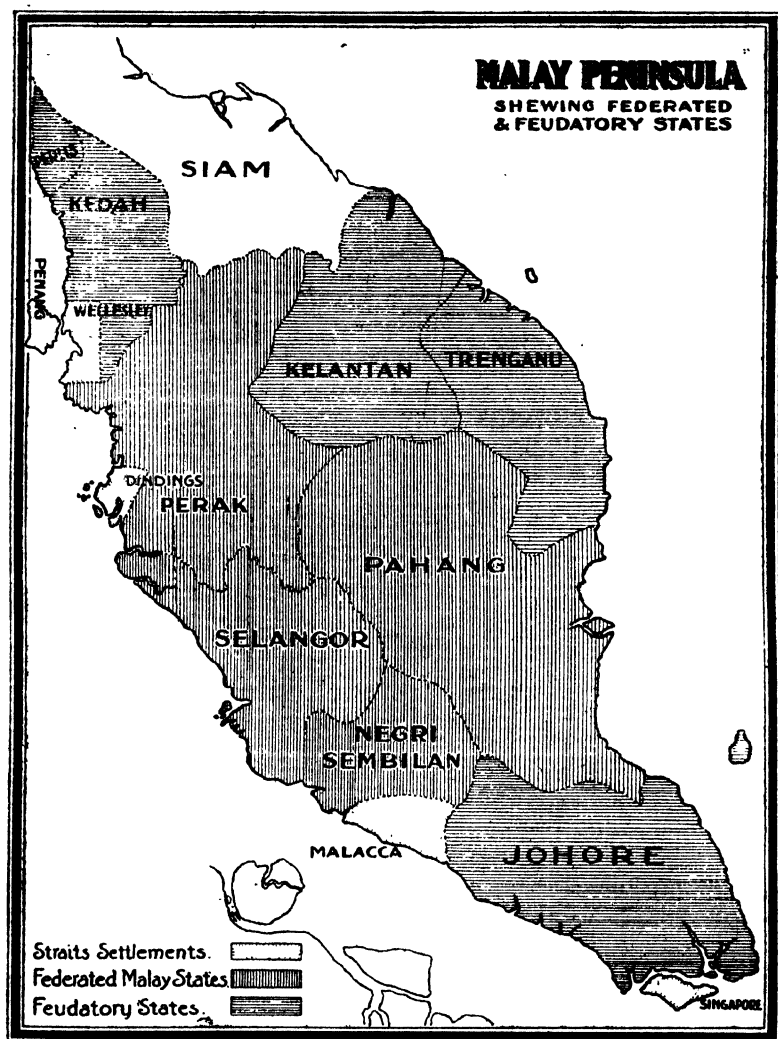 MALAY PENINSULA
SHEWING FEDERATED
& FEUDATORY STATES
SIAM
PERLIS
KEDAH
PENANG
WELLESLEY
KELANTAN
TRENGANU
DINDINGS
PERAK
PAHANG
SELANGOR
NEGRI
SEMBILAN
MALACCA
JOHORE
SINGAPORE
Straits Settlements.
Federated Malay States.
Feudatory States.